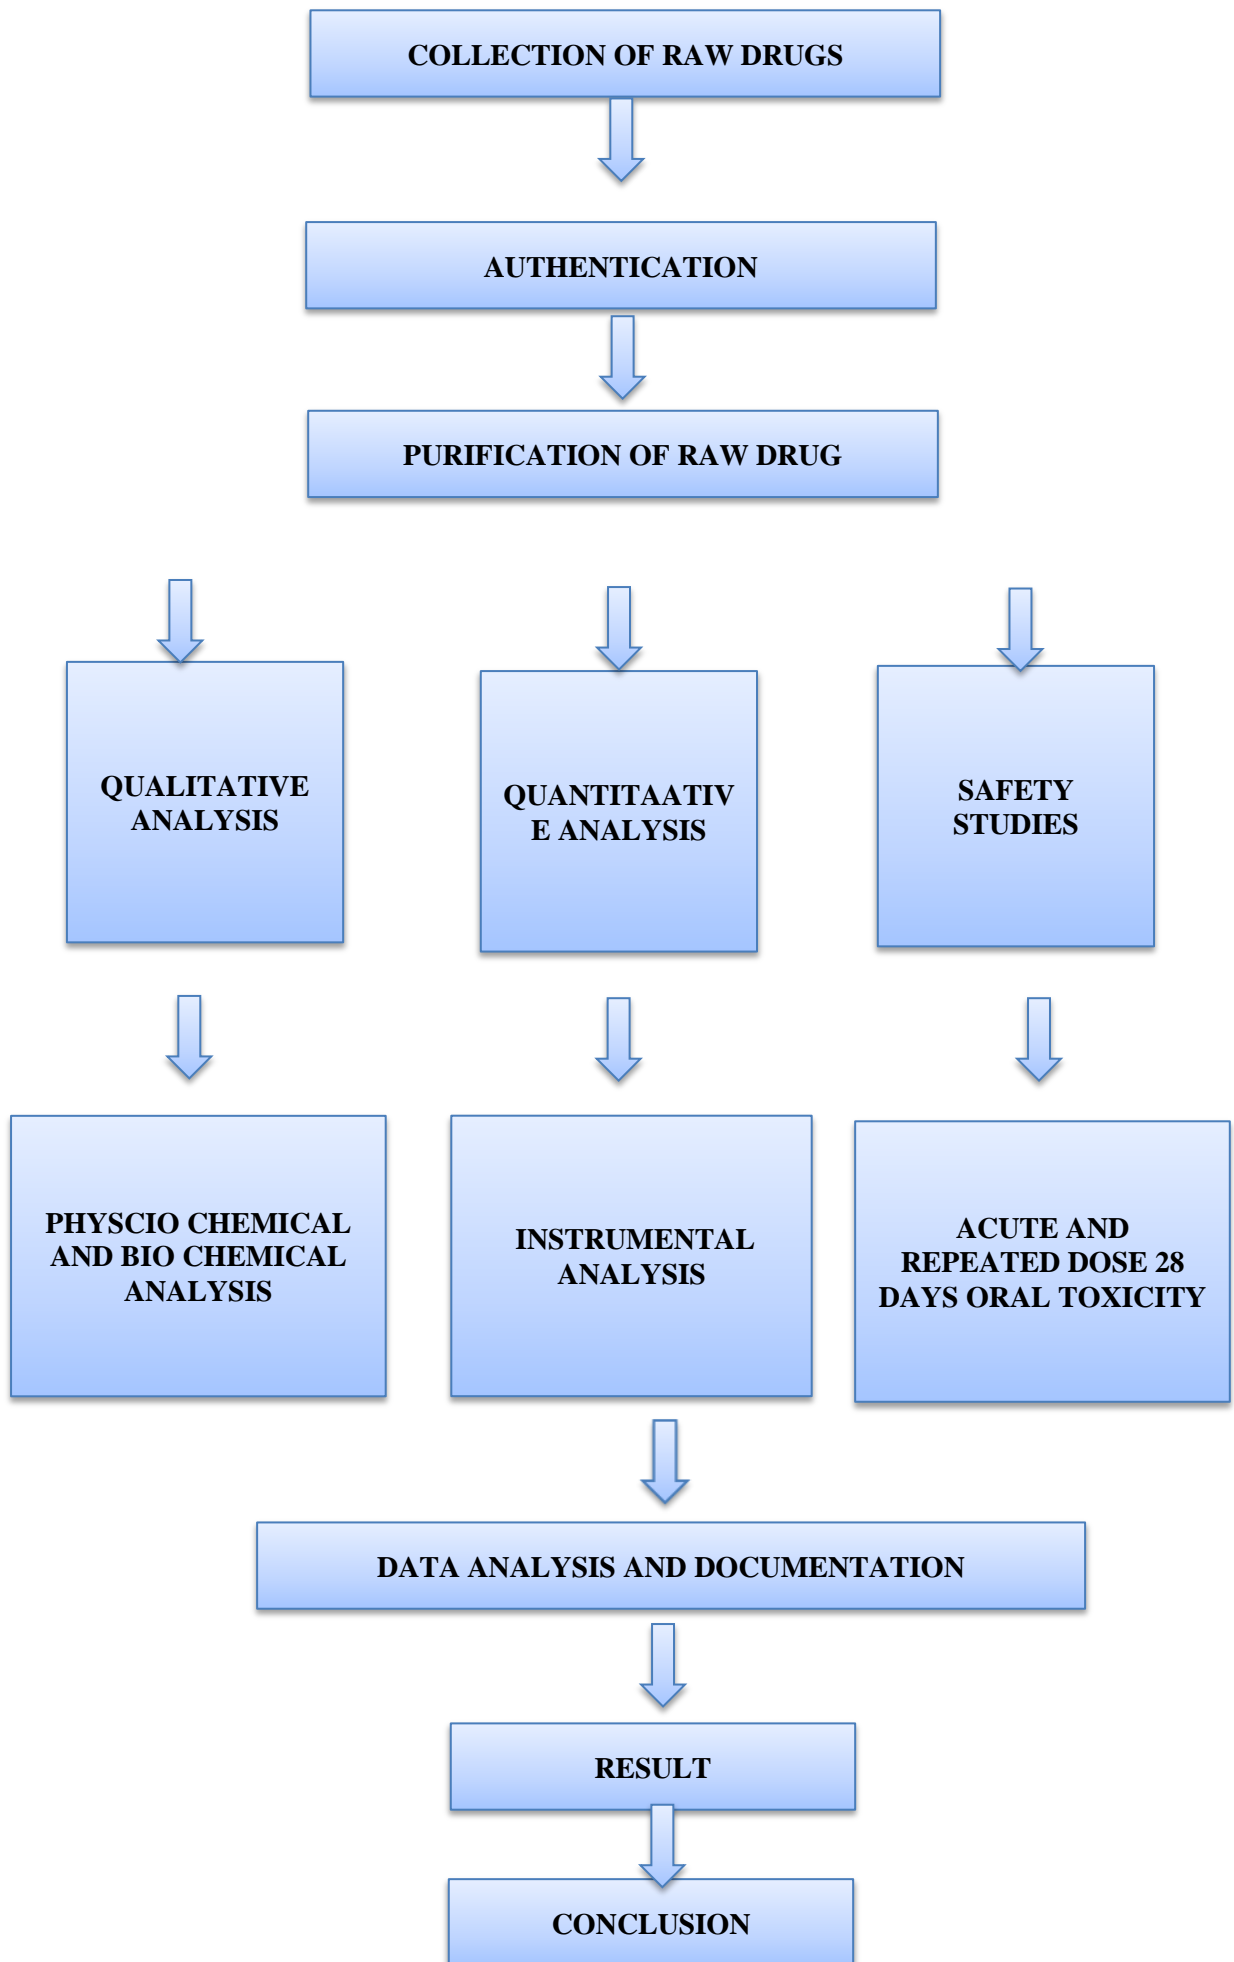 COLLECTION OF RAW DRUGS
AUTHENTICATION
PURIFICATION OF RAW DRUG
QUALITATIVE
ANALYSIS
QUANTITAATIV
E ANALYSIS
SAFETY
STUDIES
PHYSCIO CHEMICAL
AND BIO CHEMICAL
ANALYSIS
INSTRUMENTAL
ANALYSIS
ACUTE AND
REPEATED DOSE 28
DAYS ORAL TOXICITY
DATA ANALYSIS AND DOCUMENTATION
RESULT
CONCLUSION